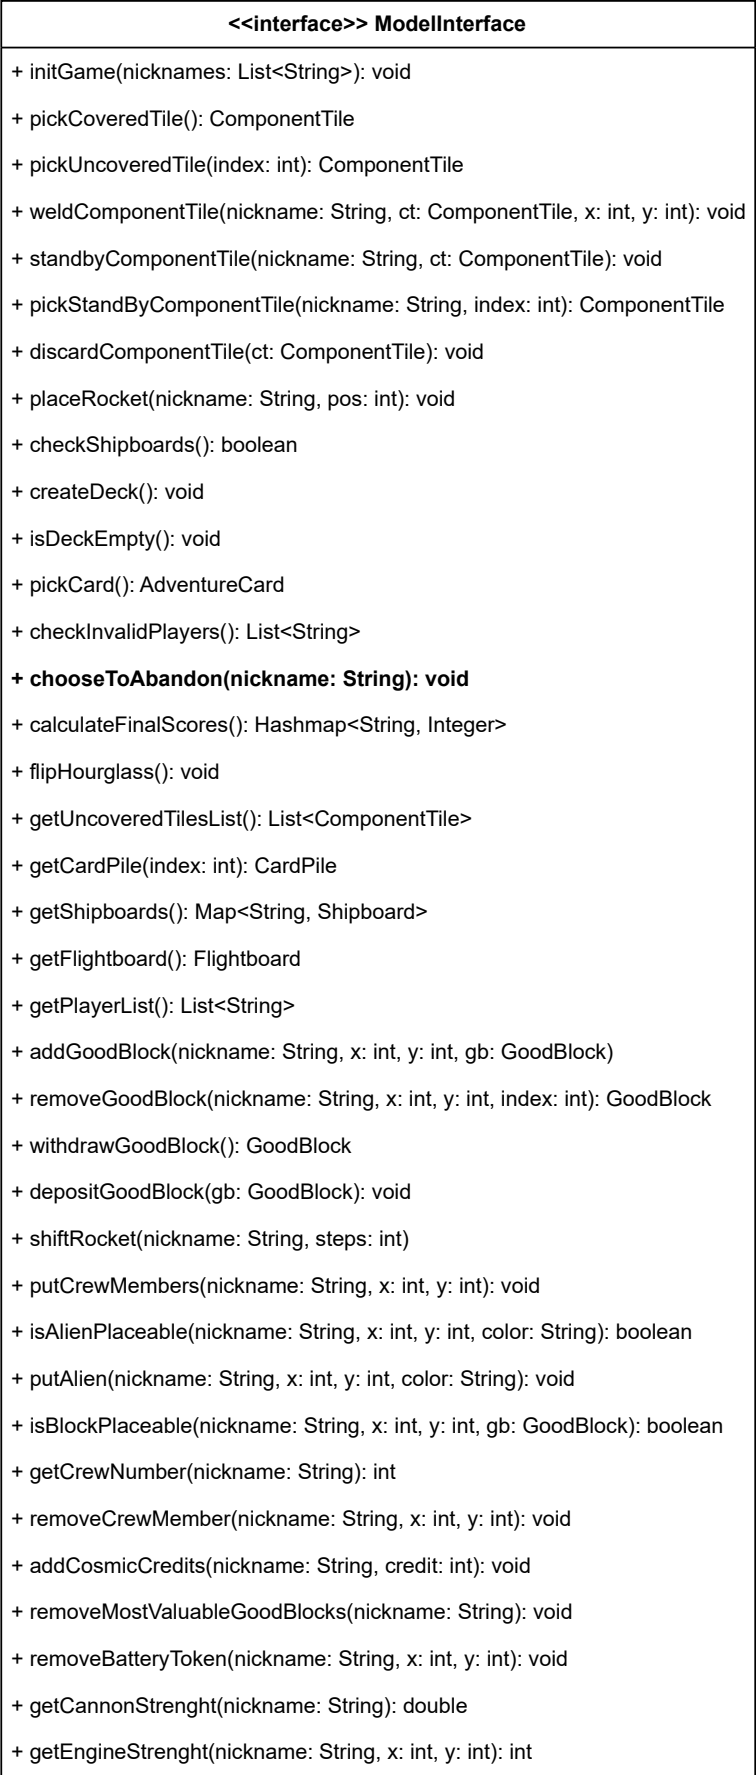 <<interface>> ModelInterface
+ initGame(nicknames: List<String>): void
+ pickCoveredTile(): ComponentTile
+ pickUncoveredTile(index: int): ComponentTile
+ weldComponentTile(nickname: String, ct: ComponentTile, x: int, y: int): void
+ standbyComponentTile(nickname: String, ct: ComponentTile): void
+ pickStandByComponentTile(nickname: String, index: int): ComponentTile
+ discardComponentTile(ct: ComponentTile): void
+ placeRocket(nickname: String, pos: int): void
+ checkShipboards(): boolean
+ createDeck(): void
+ isDeckEmpty(): void
+ pickCard(): AdventureCard
+ checkInvalidPlayers(): List<String>
+ chooseToAbandon(nickname: String): void
+ calculateFinalScores(): Hashmap<String, Integer>
+ flipHourglass(): void
+ getUncoveredTilesList(): List<ComponentTile>
+ getCardPile(index: int): CardPile
+ getShipboards(): Map<String, Shipboard>
+ getFlightboard(): Flightboard
+ getPlayerList(): List<String>
+ addGoodBlock(nickname: String, x: int, y: int, gb: GoodBlock)
+ removeGoodBlock(nickname: String, x: int, y: int, index: int): GoodBlock
+ withdrawGoodBlock(): GoodBlock
+ depositGoodBlock(gb: GoodBlock): void
+ shiftRocket(nickname: String, steps: int)
+ putCrewMembers(nickname: String, x: int, y: int): void
+ isAlienPlaceable(nickname: String, x: int, y: int, color: String): boolean
+ putAlien(nickname: String, x: int, y: int, color: String): void
+ isBlockPlaceable(nickname: String, x: int, y: int, gb: GoodBlock): boolean
+ getCrewNumber(nickname: String): int
+ removeCrewMember(nickname: String, x: int, y: int): void
+ addCosmicCredits(nickname: String, credit: int): void
+ removeMostValuableGoodBlocks(nickname: String): void
+ removeBatteryToken(nickname: String, x: int, y: int): void
+ getCannonStrenght(nickname: String): double
+ getEngineStrenght(nickname: String, x: int, y: int): int